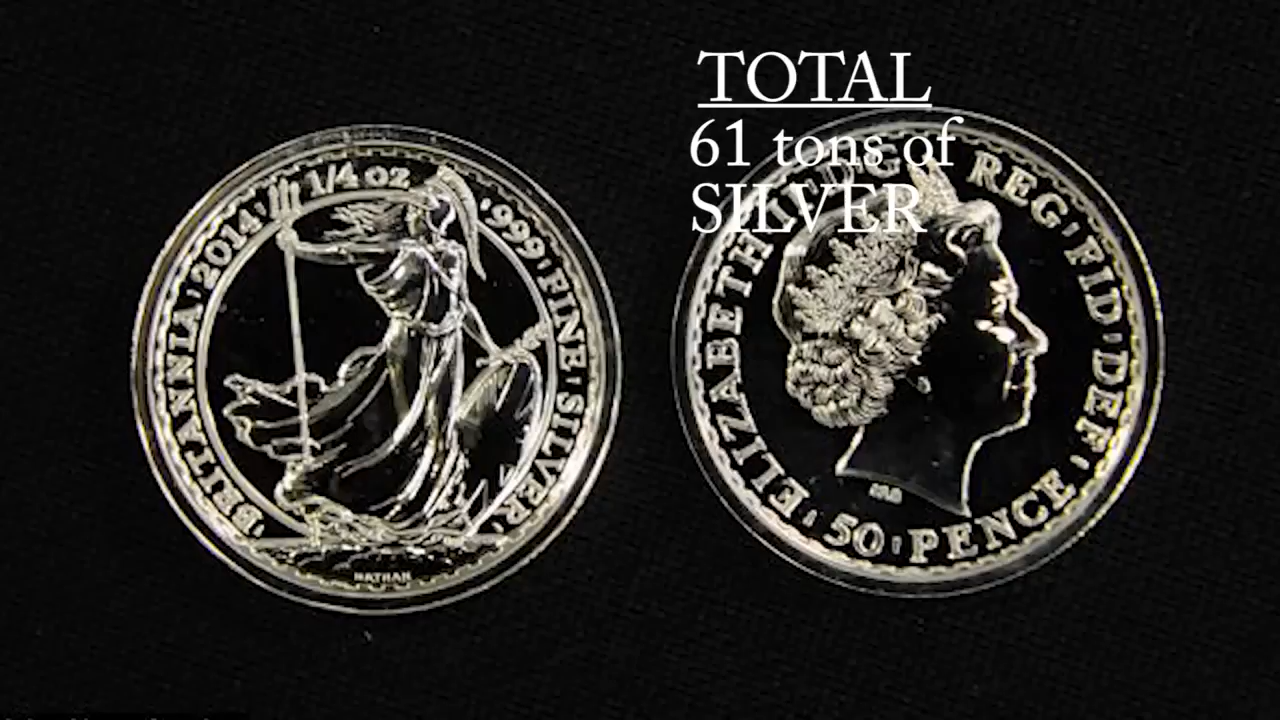 TOTAL
61 tons of
SILVER
BRITANNIA · 2014 · 1/4 oz · 999 · FINE · SILVER ·
NATHAN
ELIZABETH · II · D · G REG · FID · DEF · 50 · PENCE